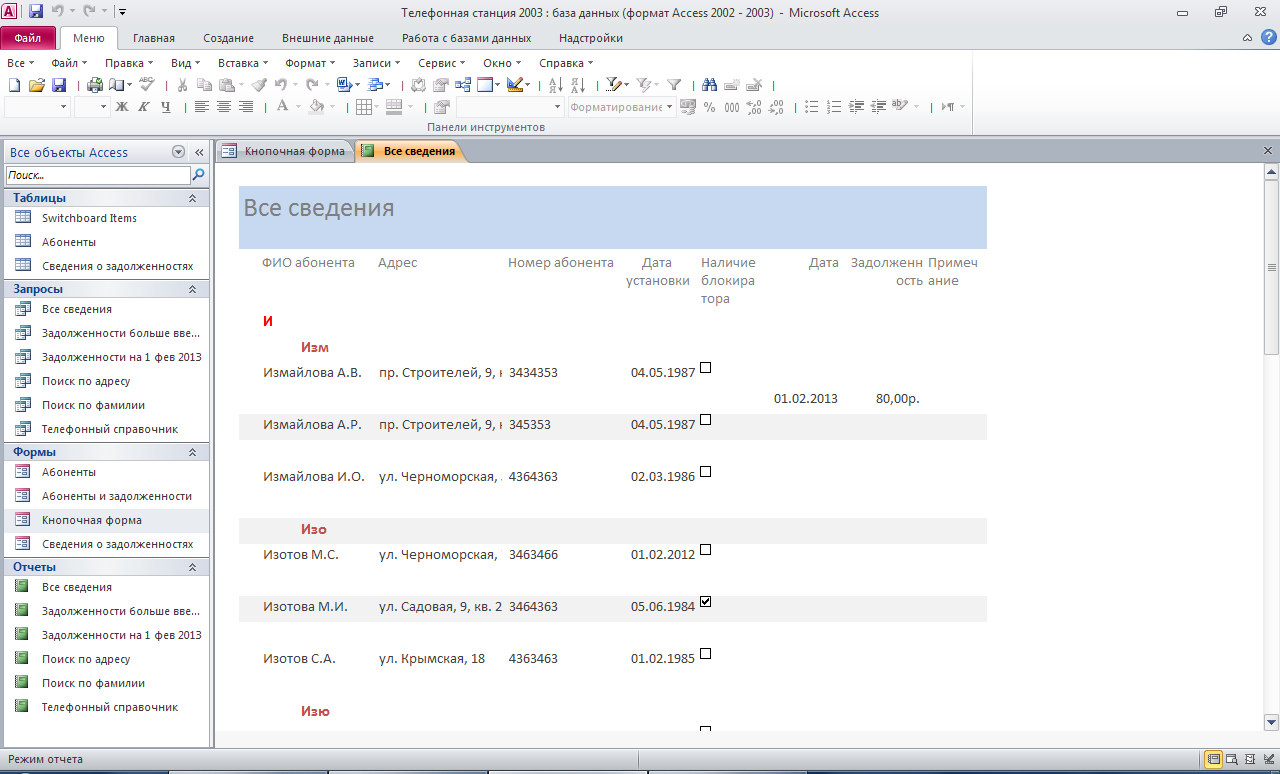 Телефонная станция 2003 : база данных (формат Access 2002 - 2003) - Microsoft Access
Файл Меню Главная Создание Внешние данные Работа с базами данных Надстройки
Все Файл Правка Вид Вставка Формат Записи Сервис Окно Справка
Ж К Ч Форматирование % 000
Панели инструментов
Все объекты Access
Поиск...
Таблицы
Switchboard Items
Абоненты
Сведения о задолженностях
Запросы
Все сведения
Задолженности больше вве...
Задолженности на 1 фев 2013
Поиск по адресу
Поиск по фамилии
Телефонный справочник
Формы
Абоненты
Абоненты и задолженности
Кнопочная форма
Сведения о задолженностях
Отчеты
Все сведения
Задолженности больше вве...
Задолженности на 1 фев 2013
Поиск по адресу
Поиск по фамилии
Телефонный справочник
Кнопочная форма Все сведения
Все сведения
ФИО абонента Адрес Номер абонента Дата Наличие Дата Задолженн Примеч
установки блокира ость ание
тора
И
Изм
Измайлова А.В. пр. Строителей, 9, 3434353 04.05.1987
01.02.2013 80,00р.
Измайлова А.Р. пр. Строителей, 9, 345353 04.05.1987
Измайлова И.О. ул. Черноморская, 4364363 02.03.1986
Изо
Изотов М.С. ул. Черноморская, 3463466 01.02.2012
Изотова М.И. ул. Садовая, 9, кв. 2 3464363 05.06.1984
Изотов С.А. ул. Крымская, 18 4363463 01.02.1985
Изю
Режим отчета